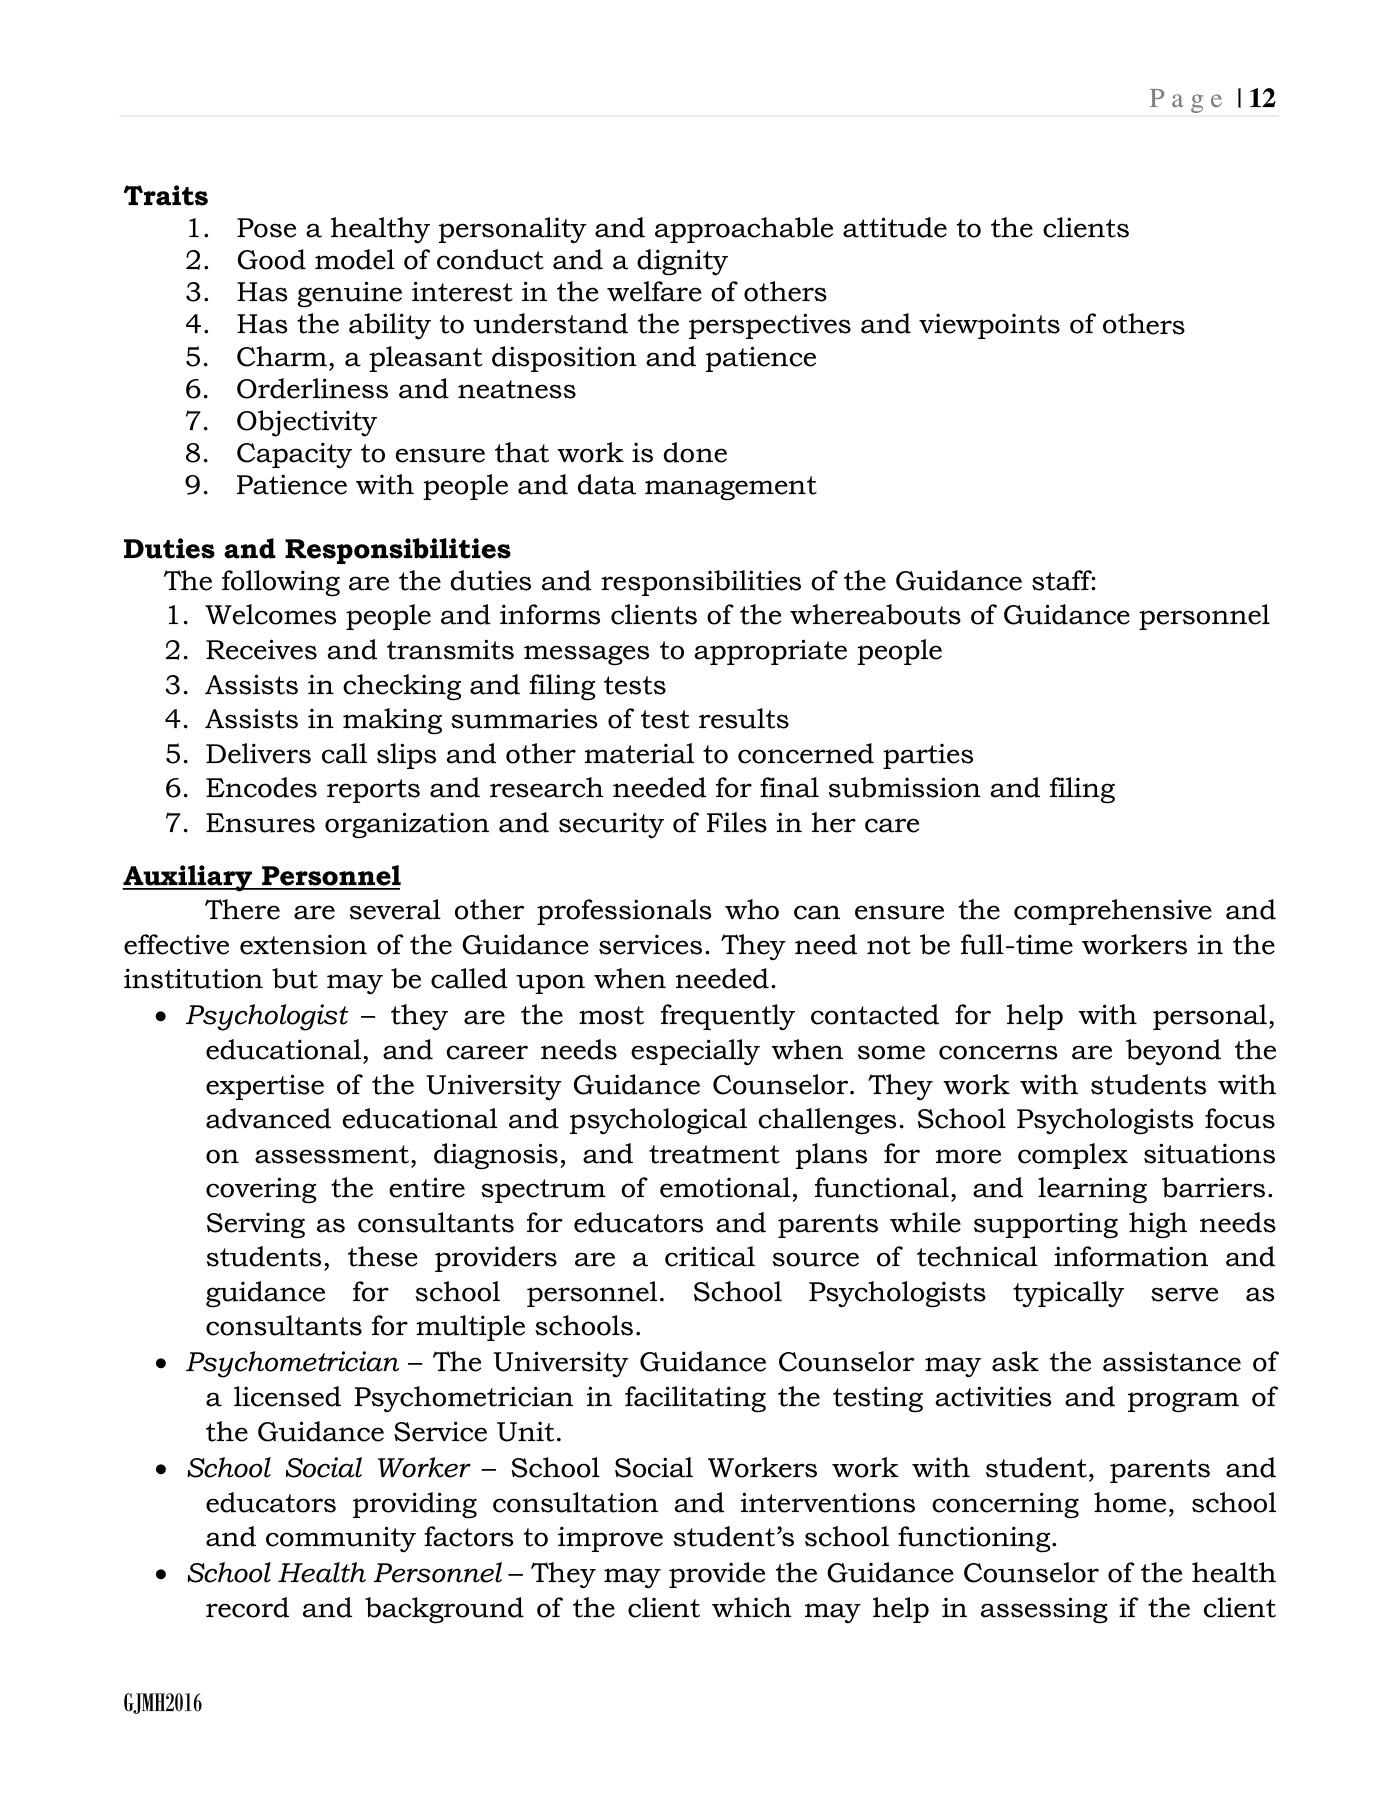 Page | 12
Traits
1. Pose a healthy personality and approachable attitude to the clients
2. Good model of conduct and a dignity
3. Has genuine interest in the welfare of others
4. Has the ability to understand the perspectives and viewpoints of others
5. Charm, a pleasant disposition and patience
6. Orderliness and neatness
7. Objectivity
8. Capacity to ensure that work is done
9. Patience with people and data management
Duties and Responsibilities
The following are the duties and responsibilities of the Guidance staff:
1. Welcomes people and informs clients of the whereabouts of Guidance personnel
2. Receives and transmits messages to appropriate people
3. Assists in checking and filing tests
4. Assists in making summaries of test results
5. Delivers call slips and other material to concerned parties
6. Encodes reports and research needed for final submission and filing
7. Ensures organization and security of Files in her care
Auxiliary Personnel
There are several other professionals who can ensure the comprehensive and
effective extension of the Guidance services. They need not be full-time workers in the
institution but may be called upon when needed.
• Psychologist – they are the most frequently contacted for help with personal,
educational, and career needs especially when some concerns are beyond the
expertise of the University Guidance Counselor. They work with students with
advanced educational and psychological challenges. School Psychologists focus
on assessment, diagnosis, and treatment plans for more complex situations
covering the entire spectrum of emotional, functional, and learning barriers.
Serving as consultants for educators and parents while supporting high needs
students, these providers are a critical source of technical information and
guidance for school personnel. School Psychologists typically serve as
consultants for multiple schools.
• Psychometrician – The University Guidance Counselor may ask the assistance of
a licensed Psychometrician in facilitating the testing activities and program of
the Guidance Service Unit.
• School Social Worker – School Social Workers work with student, parents and
educators providing consultation and interventions concerning home, school
and community factors to improve student’s school functioning.
• School Health Personnel – They may provide the Guidance Counselor of the health
record and background of the client which may help in assessing if the client
GJMH2016